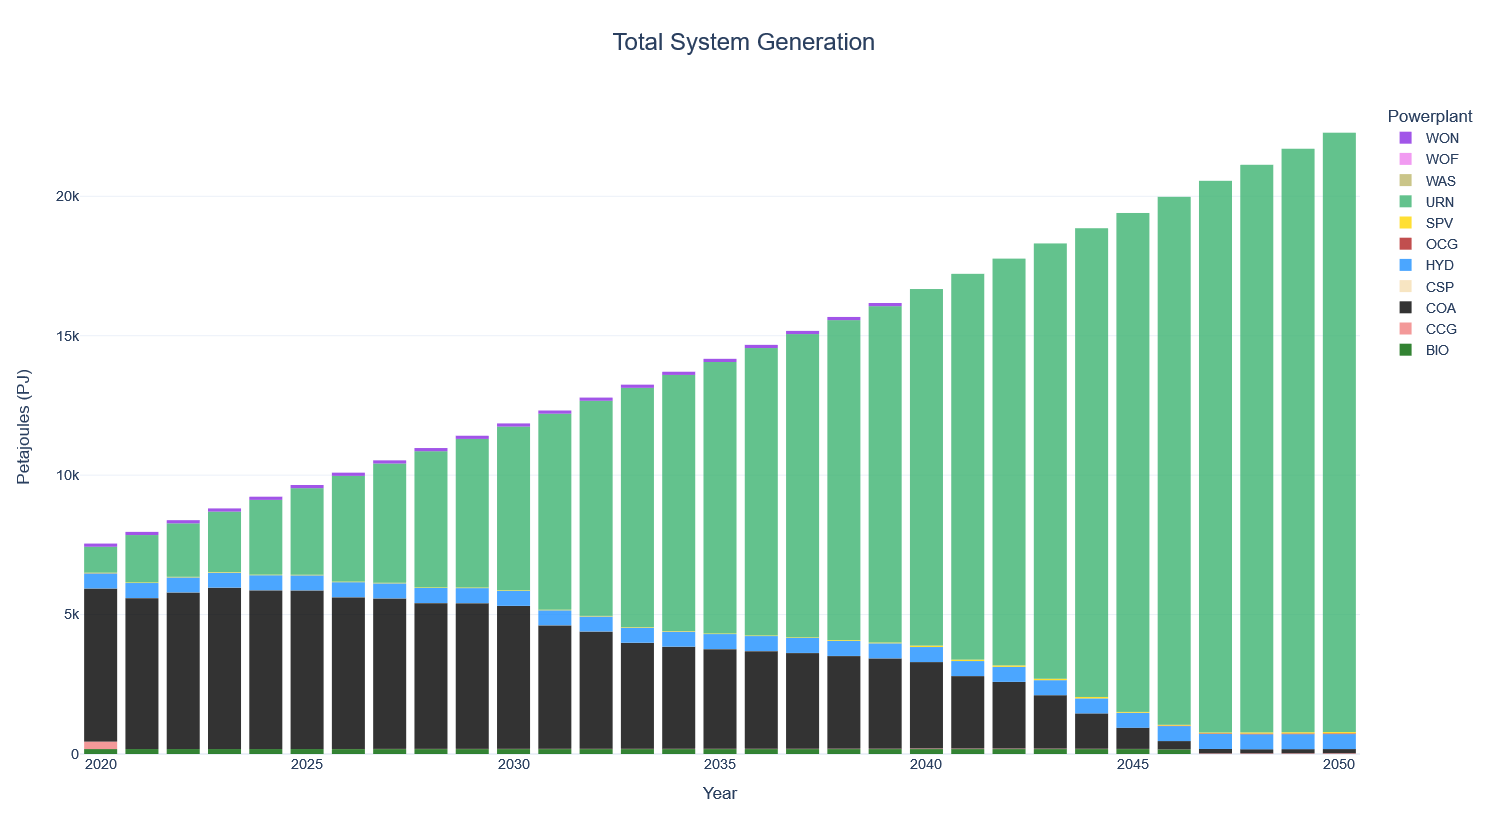 Total System Generation
Powerplant
WON
WOF
WAS
URN
SPV
OCG
HYD
CSP
COA
CCG
BIO
20k
15k
10k
5k
0
Petajoules (PJ)
2020 2025 2030 2035 2040 2045 2050
Year